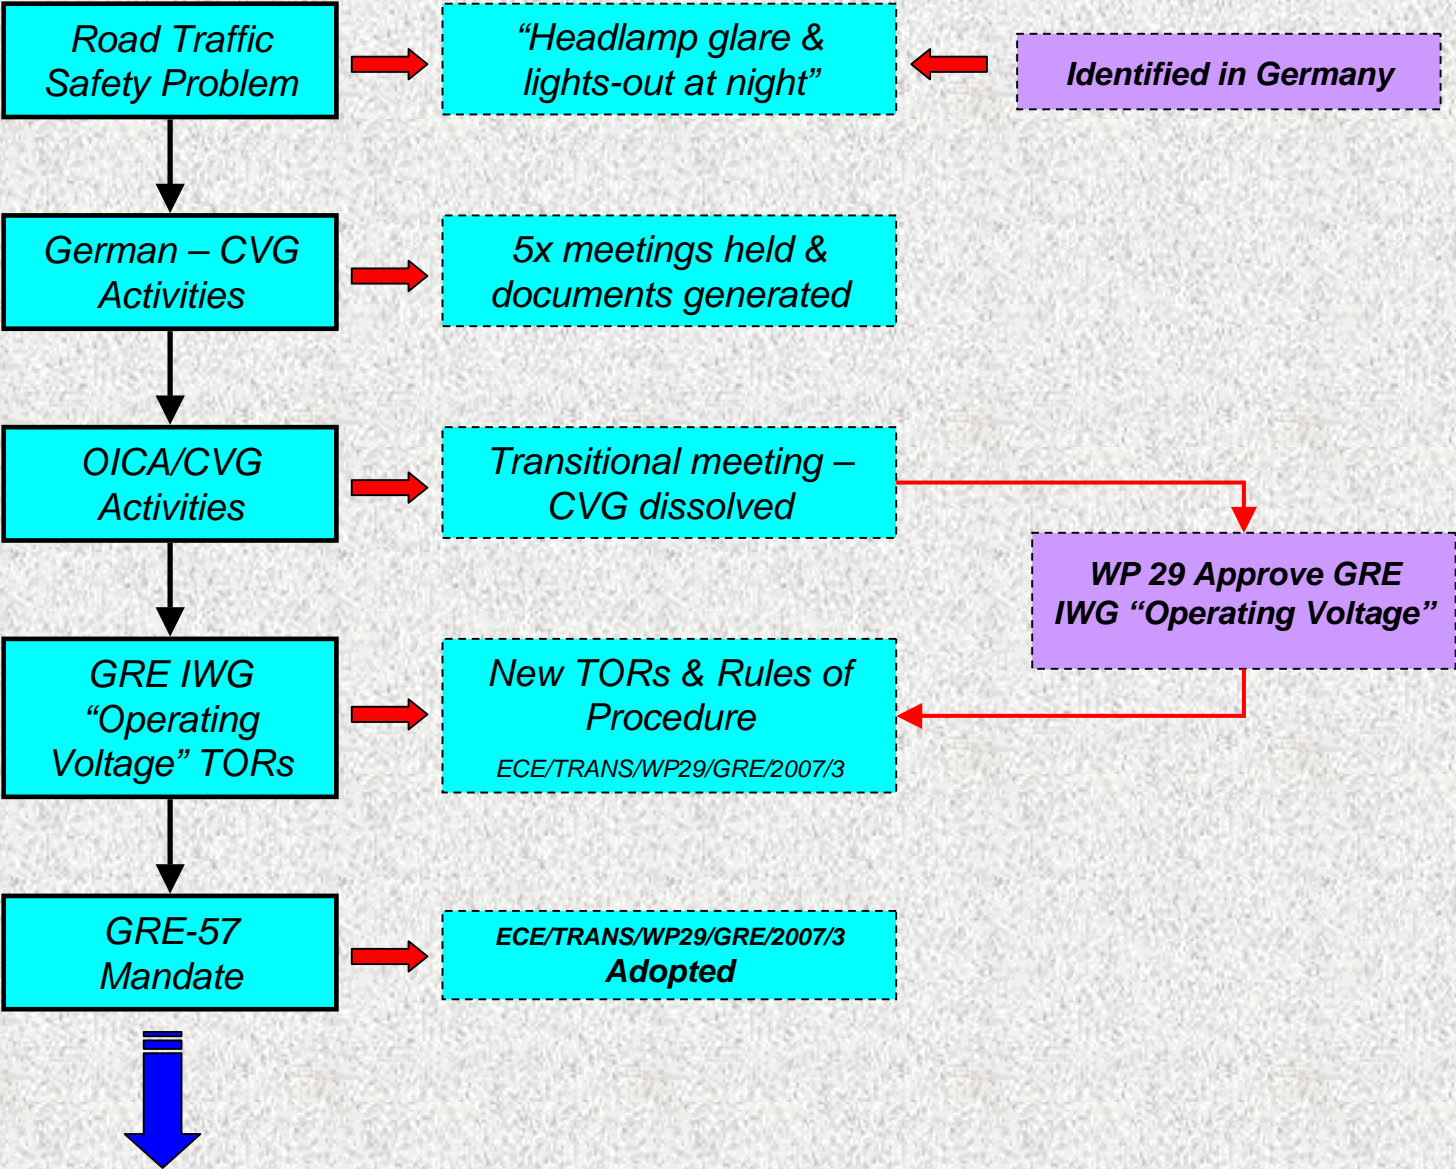 Road Traffic
Safety Problem
“Headlamp glare &
lights-out at night”
Identified in Germany
German – CVG
Activities
5x meetings held &
documents generated
OICA/CVG
Activities
Transitional meeting –
CVG dissolved
WP 29 Approve GRE
IWG “Operating Voltage”
GRE IWG
“Operating
Voltage” TORs
New TORs & Rules of
Procedure
ECE/TRANS/WP29/GRE/2007/3
GRE-57
Mandate
ECE/TRANS/WP29/GRE/2007/3
Adopted